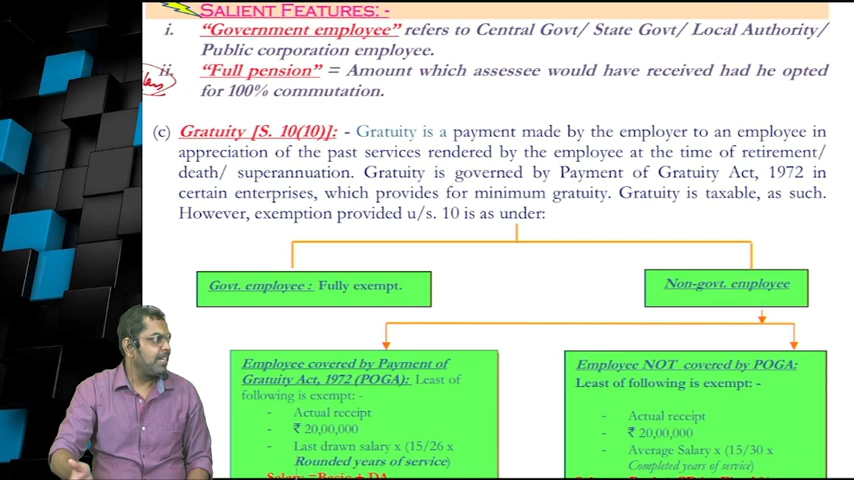 SALIENT FEATURES: -
i. “Government employee” refers to Central Govt/ State Govt/ Local Authority/
Public corporation employee.
ii. “Full pension” = Amount which assessee would have received had he opted
for 100% commutation.
(c) Gratuity [S. 10(10)]: - Gratuity is a payment made by the employer to an employee in
appreciation of the past services rendered by the employee at the time of retirement/
death/ superannuation. Gratuity is governed by Payment of Gratuity Act, 1972 in
certain enterprises, which provides for minimum gratuity. Gratuity is taxable, as such.
However, exemption provided u/s. 10 is as under:
Govt. employee : Fully exempt.
Non-govt. employee
Employee covered by Payment of
Gratuity Act, 1972 (POGA): Least of
following is exempt: -
- Actual receipt
- ₹ 20,00,000
- Last drawn salary x (15/26 x
Rounded years of service)
Salary =Basic + DA
Employee NOT covered by POGA:
Least of following is exempt: -
- Actual receipt
- ₹ 20,00,000
- Average Salary x (15/30 x
Completed years of service)